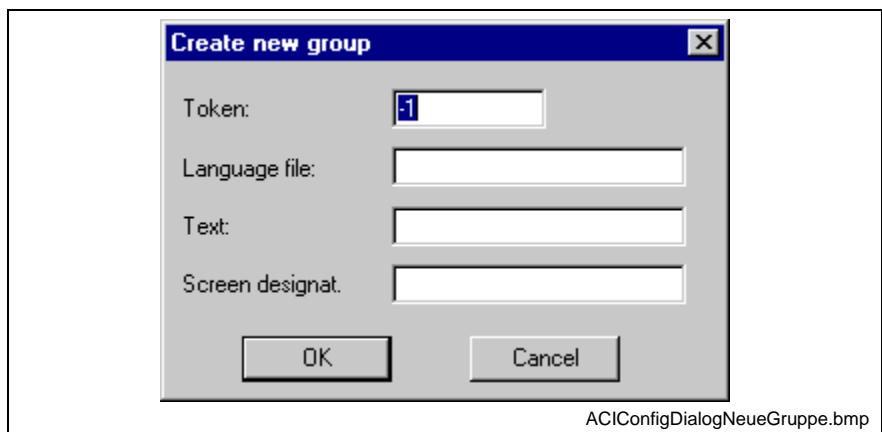 Create new group
Token: -1
Language file:
Text:
Screen designat.
OK Cancel
ACIConfigDialogNeueGruppe.bmp